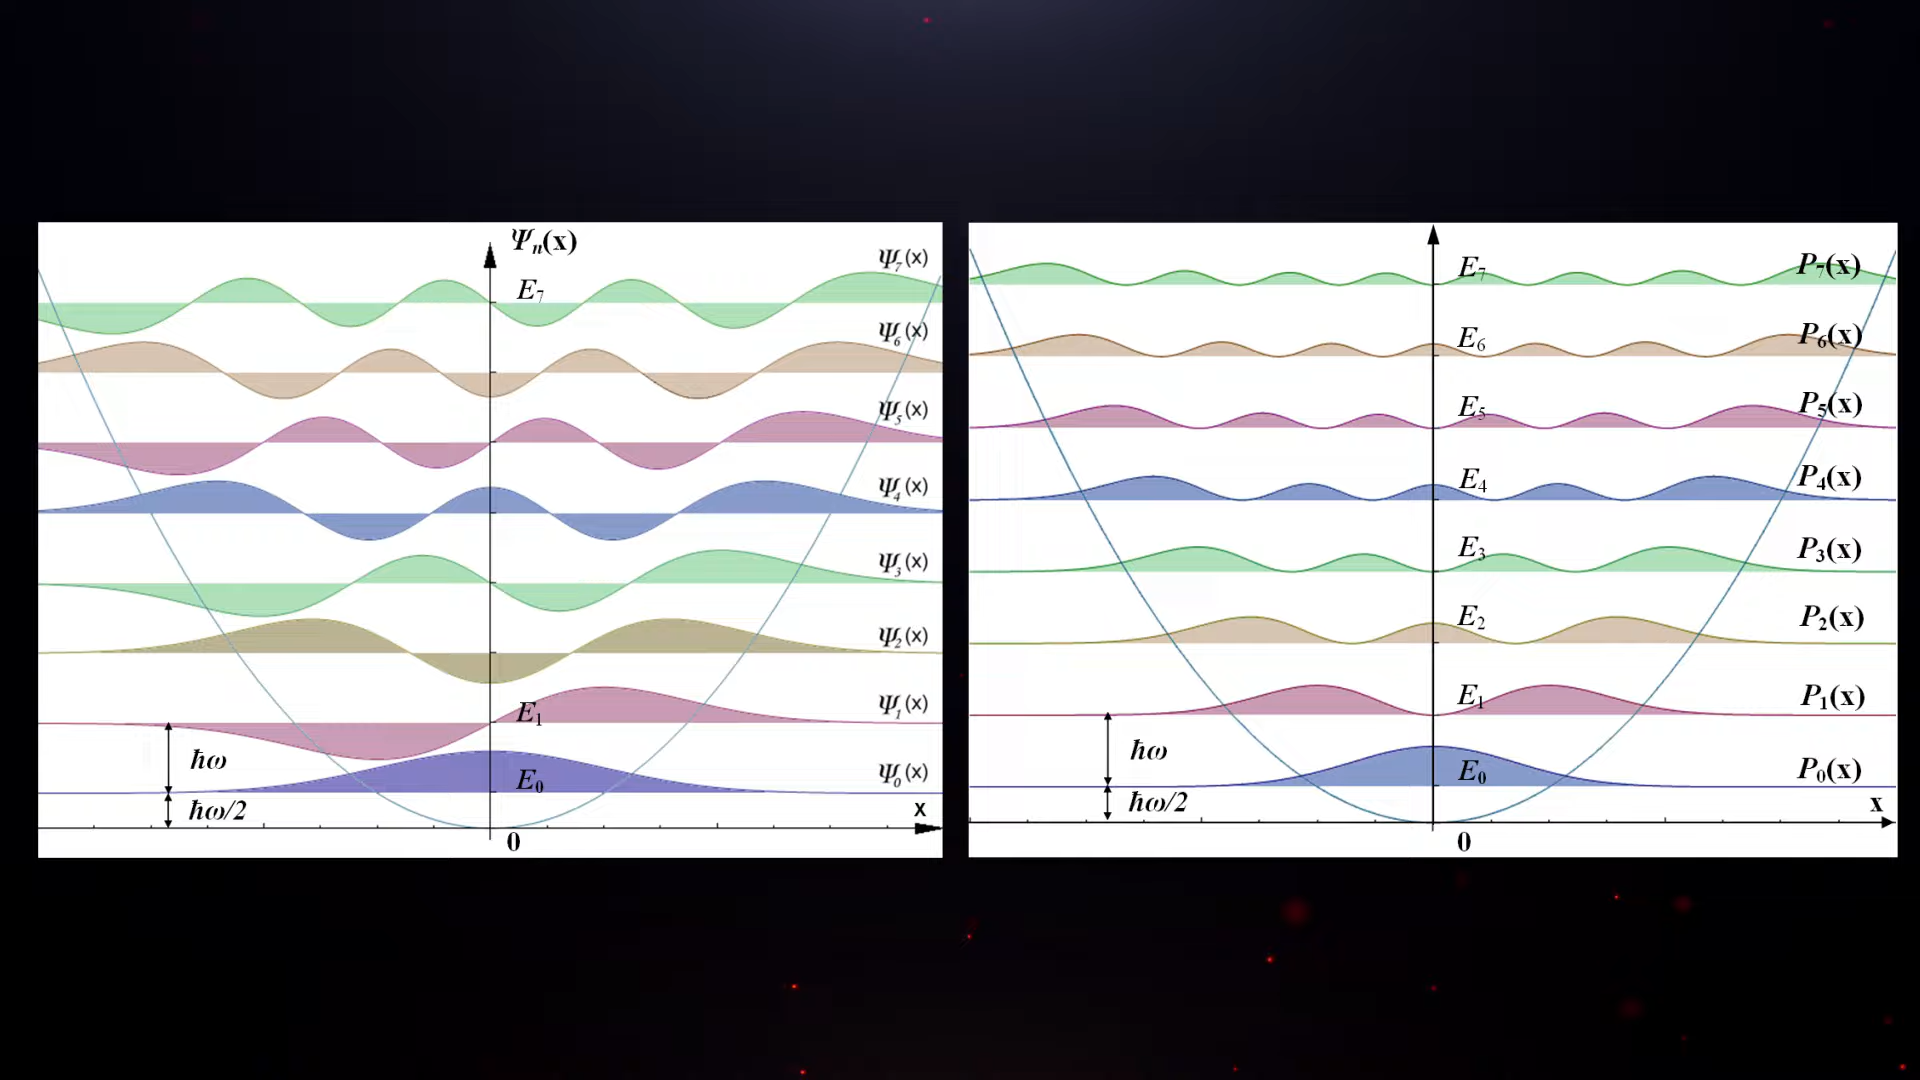 Ψn(x)
Ψ7(x)
E7
Ψ6(x)
Ψ5(x)
Ψ4(x)
Ψ3(x)
Ψ2(x)
Ψ1(x)
E1
ħω
Ψ0(x)
E0
ħω/2
x
0
E7 P7(x)
E6 P6(x)
E5 P5(x)
E4 P4(x)
E3 P3(x)
E2 P2(x)
E1 P1(x)
ħω
E0 P0(x)
ħω/2
x
0